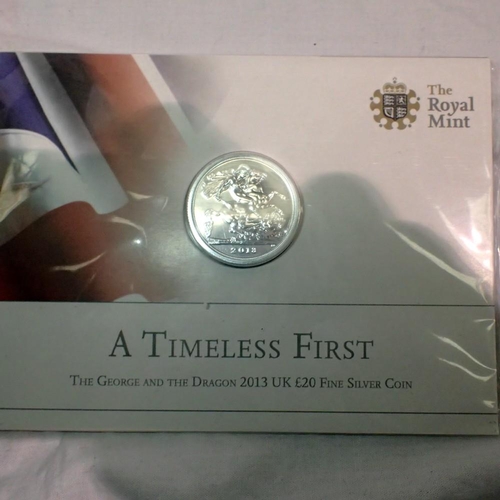 The
Royal
Mint
2013
A TIMELESS FIRST
THE GEORGE AND THE DRAGON 2013 UK £20 FINE SILVER COIN